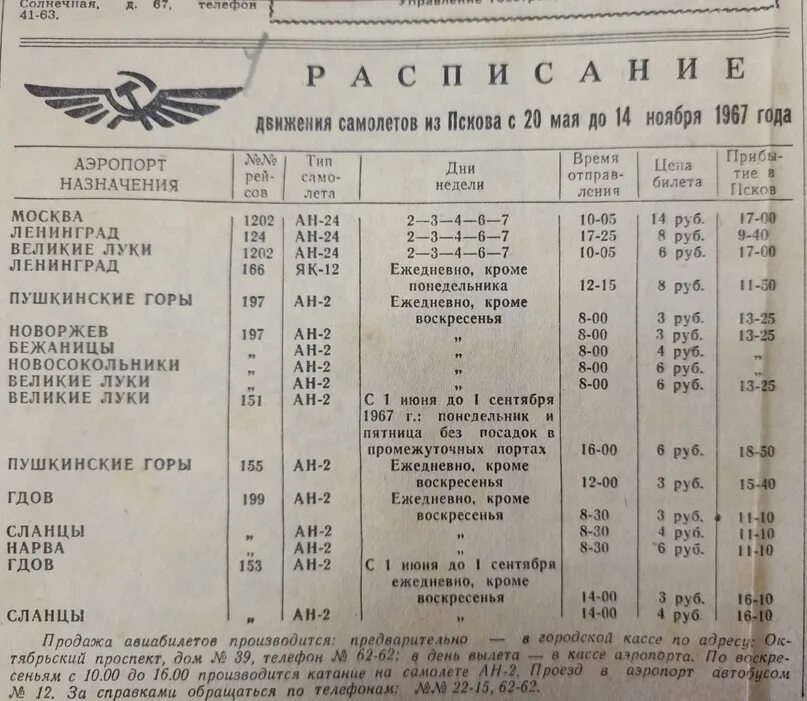 Солнечная, д. 67, телефон
41-63.
РАСПИСАНИЕ
движения самолетов из Пскова с 20 мая до 14 ноября 1967 года
АЭРОПОРТ НАЗНАЧЕНИЯ №№ рейсов Тип самолета Дни недели Время отправления Цена билета Прибытие в Псков
МОСКВА 1202 АН-24 2—3—4—6—7 10-05 14 руб. 17-00
ЛЕНИНГРАД 124 АН-24 2—3—4—6—7 17-25 8 руб. 9-40
ВЕЛИКИЕ ЛУКИ 1202 АН-24 2—3—4—6—7 10-05 6 руб. 17-00
ЛЕНИНГРАД 166 ЯК-12 Ежедневно, кроме
понедельника 12-15 8 руб. 11-50
ПУШКИНСКИЕ ГОРЫ 197 АН-2 Ежедневно, кроме
воскресенья 8-00 3 руб. 13-25
НОВОРЖЕВ 197 АН-2 „ 8-00 3 руб. 13-25
БЕЖАНИЦЫ „ АН-2 „ 8-00 4 руб. „
НОВОСОКОЛЬНИКИ „ АН-2 „ 8-00 6 руб. „
ВЕЛИКИЕ ЛУКИ „ АН-2 „ 8-00 6 руб. 13-25
ВЕЛИКИЕ ЛУКИ 151 АН-2 С 1 июня до 1 сентября
1967 г.: понедельник и
пятница без посадок в
промежуточных портах 16-00 6 руб. 18-50
ПУШКИНСКИЕ ГОРЫ 155 АН-2 Ежедневно, кроме
воскресенья 12-00 3 руб. 15-40
ГДОВ 199 АН-2 Ежедневно, кроме
воскресенья 8-30 3 руб. 11-10
СЛАНЦЫ „ АН-2 „ 8-30 4 руб. 11-10
НАРВА „ АН-2 „ 8-30 6 руб. 11-10
ГДОВ 153 АН-2 С 1 июня до 1 сентября
ежедневно, кроме
воскресенья 14-00 3 руб. 16-10
СЛАНЦЫ „ АН-2 „ 14-00 4 руб 16-10
Продажа авиабилетов производится: предварительно — в городской кассе по адресу: Ок-
тябрьский проспект, дом № 39, телефон № 62-62; в день вылета — в кассе аэропорта. По воскре-
сеньям с 10.00 до 16.00 производится катание на самолете АН-2. Проезд в аэропорт автобусом
№ 12. За справками обращаться по телефонам: №№ 22-15, 62-62.